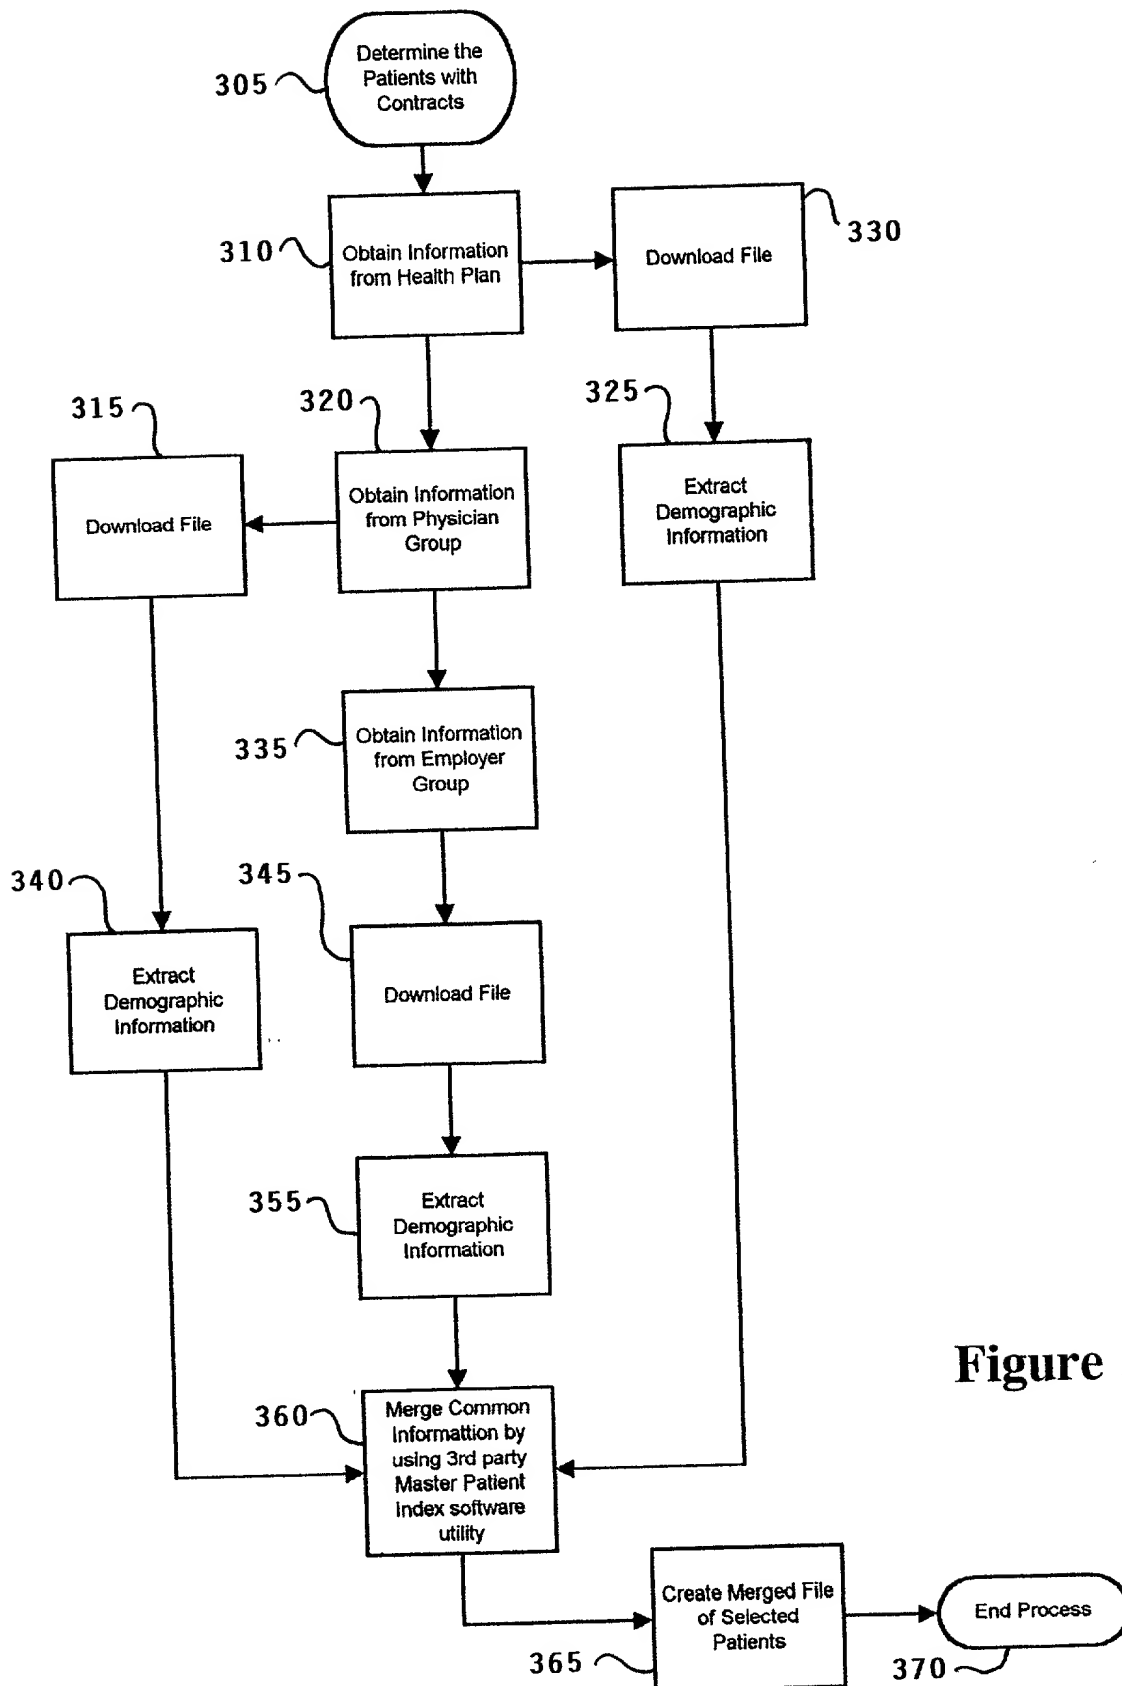 Determine the
Patients with
Contracts
305
Obtain Information
from Health Plan
310
Download File
330
315
320
325
Download File
Obtain Information
from Physician
Group
Extract
Demographic
Information
335
Obtain Information
from Employer
Group
340
345
Extract
Demographic
Information
Download File
355
Extract
Demographic
Information
Figure
360
Merge Common
Informattion by
using 3rd party
Master Patient
Index software
utility
Create Merged File
of Selected
Patients
End Process
365
370